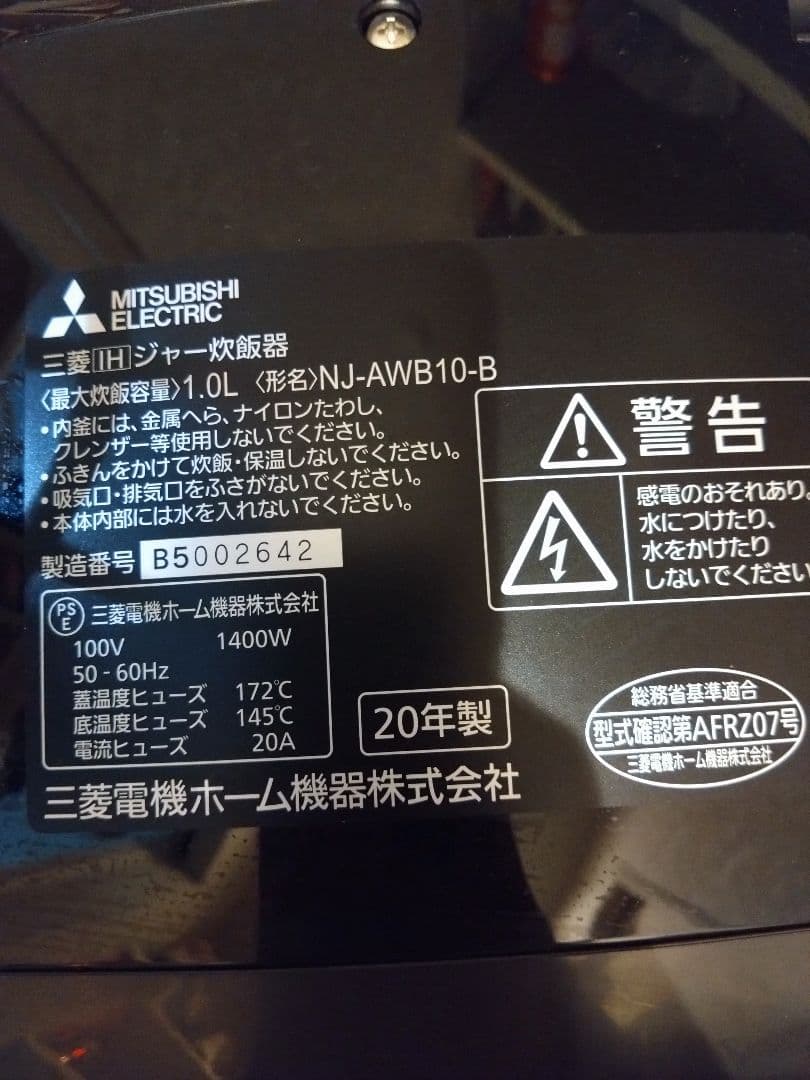 MITSUBISHI
ELECTRIC
三菱IHジャー炊飯器
〈最大炊飯容量〉1.0L 〈形名〉NJ-AWB10-B
•内釜には、金属へら、ナイロンたわし、
クレンザー等使用しないでください。
•ふきんをかけて炊飯・保温しないでください。
•吸気口・排気口をふさがないでください。
•本体内部には水を入れないでください。
製造番号 B5002642
PS
E
三菱電機ホーム機器株式会社
100V 1400W
50-60Hz
蓋温度ヒューズ 172℃
底温度ヒューズ 145℃
電流ヒューズ 20A
20年製
三菱電機ホーム機器株式会社
警告
感電のおそれあり。
水につけたり、
水をかけたり
しないでください
総務省基準適合
型式確認第AFRZ07号
三菱電機ホーム機器株式会社